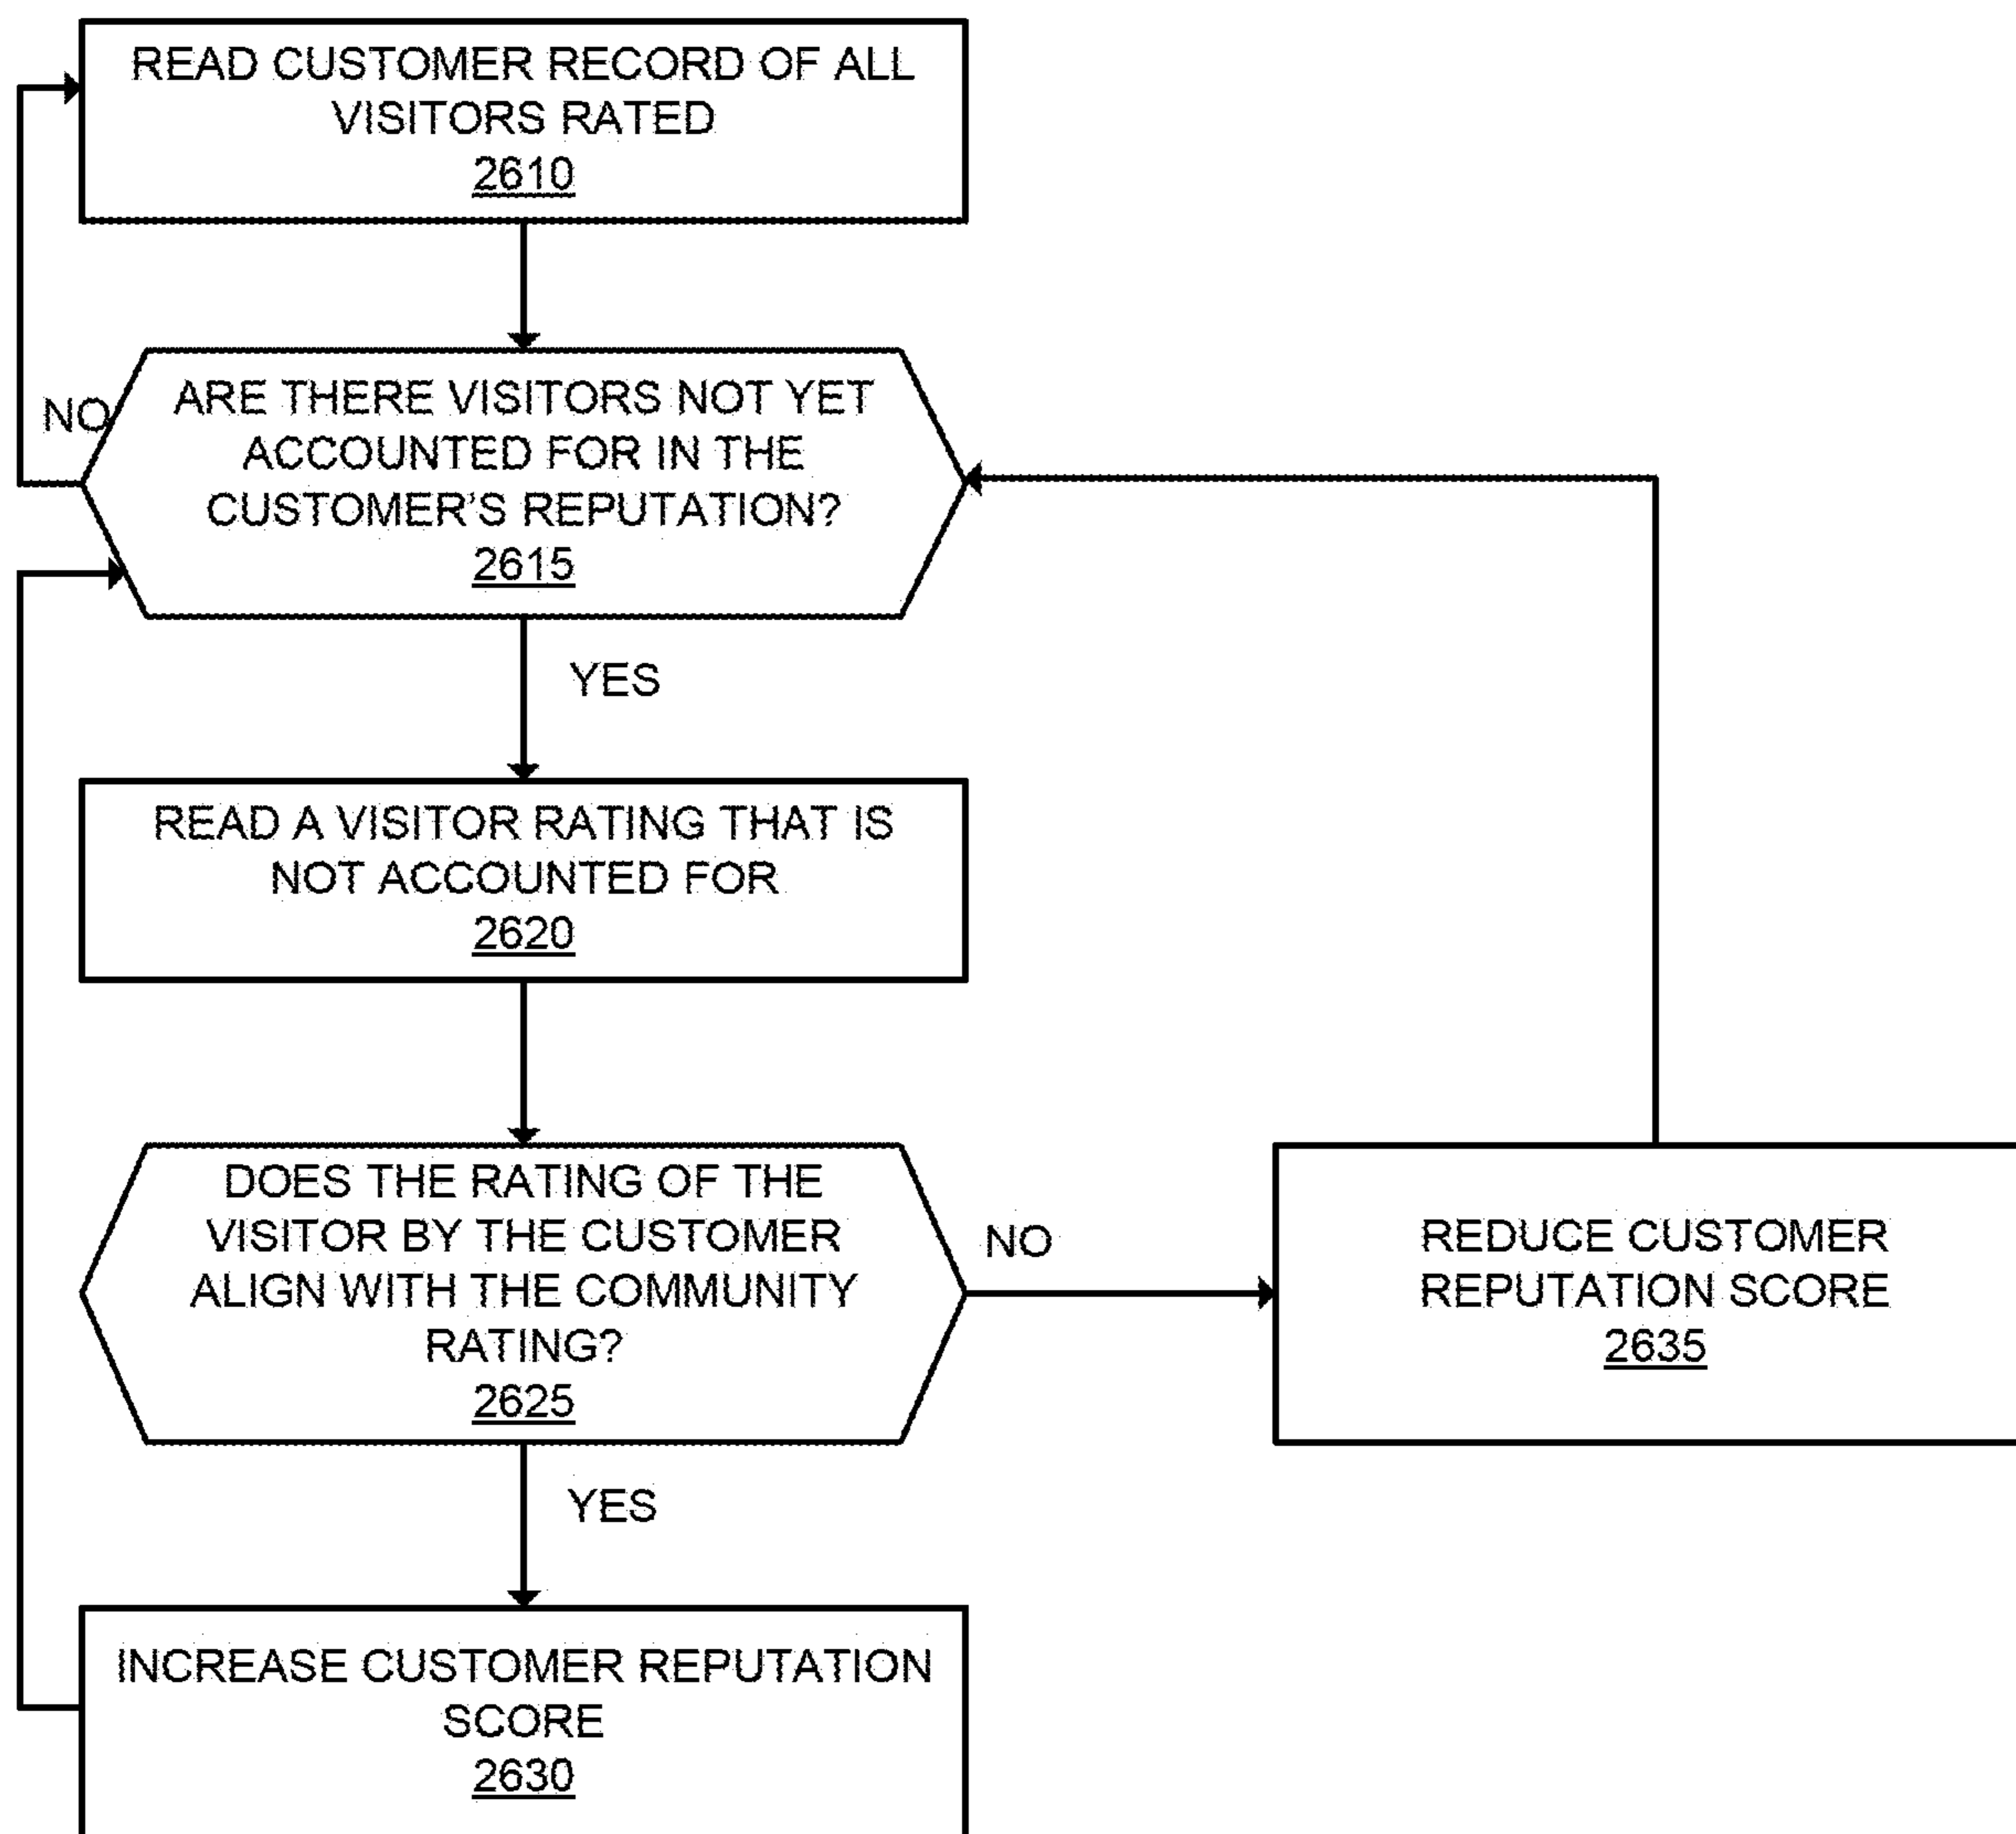 READ CUSTOMER RECORD OF ALL
VISITORS RATED
2610
NO
ARE THERE VISITORS NOT YET
ACCOUNTED FOR IN THE
CUSTOMER'S REPUTATION?
2615
YES
READ A VISITOR RATING THAT IS
NOT ACCOUNTED FOR
2620
DOES THE RATING OF THE
VISITOR BY THE CUSTOMER
ALIGN WITH THE COMMUNITY
RATING?
2625
NO
REDUCE CUSTOMER
REPUTATION SCORE
2635
YES
INCREASE CUSTOMER REPUTATION
SCORE
2630